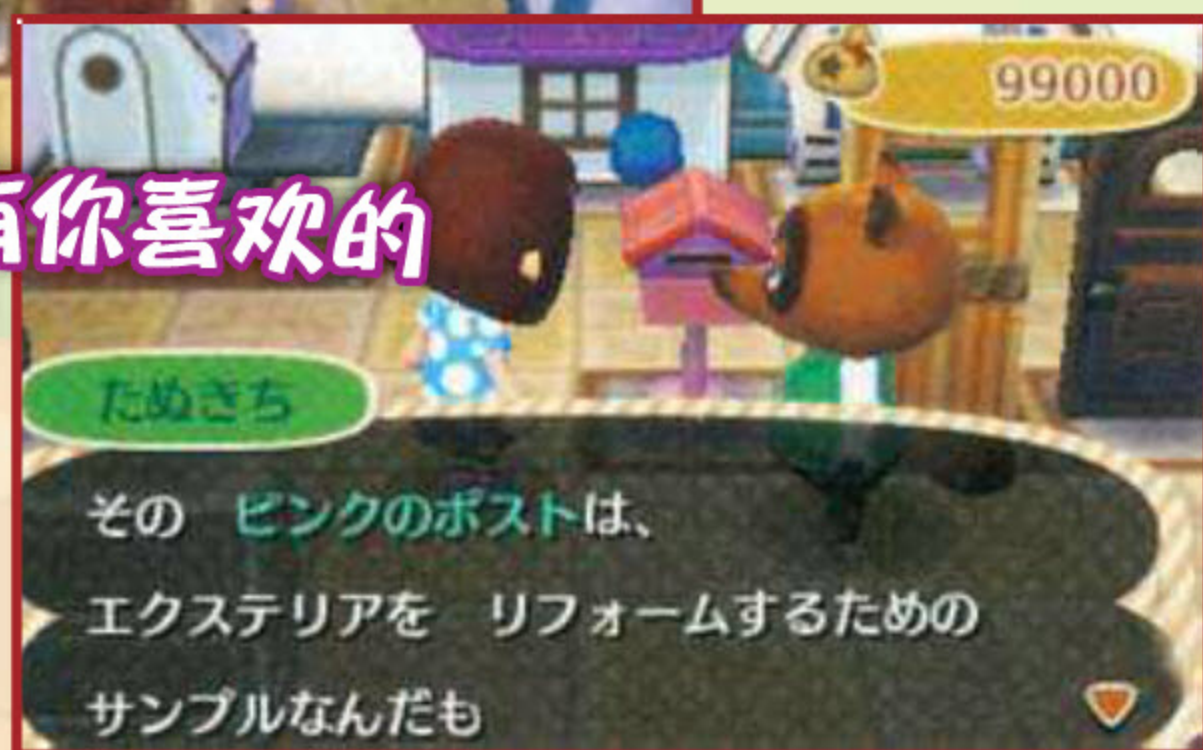 99000
你喜欢的
たぬきち
その　ピンクのポストは、
エクステリアを　リフォームするための
サンプルなんだも